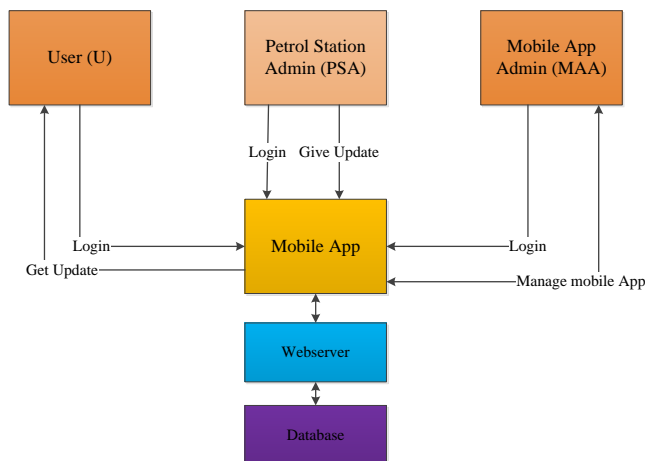 User (U)
Petrol Station
Admin (PSA)
Mobile App
Admin (MAA)
Login
Give Update
Mobile App
Login
Get Update
Login
Manage mobile App
Webserver
Database